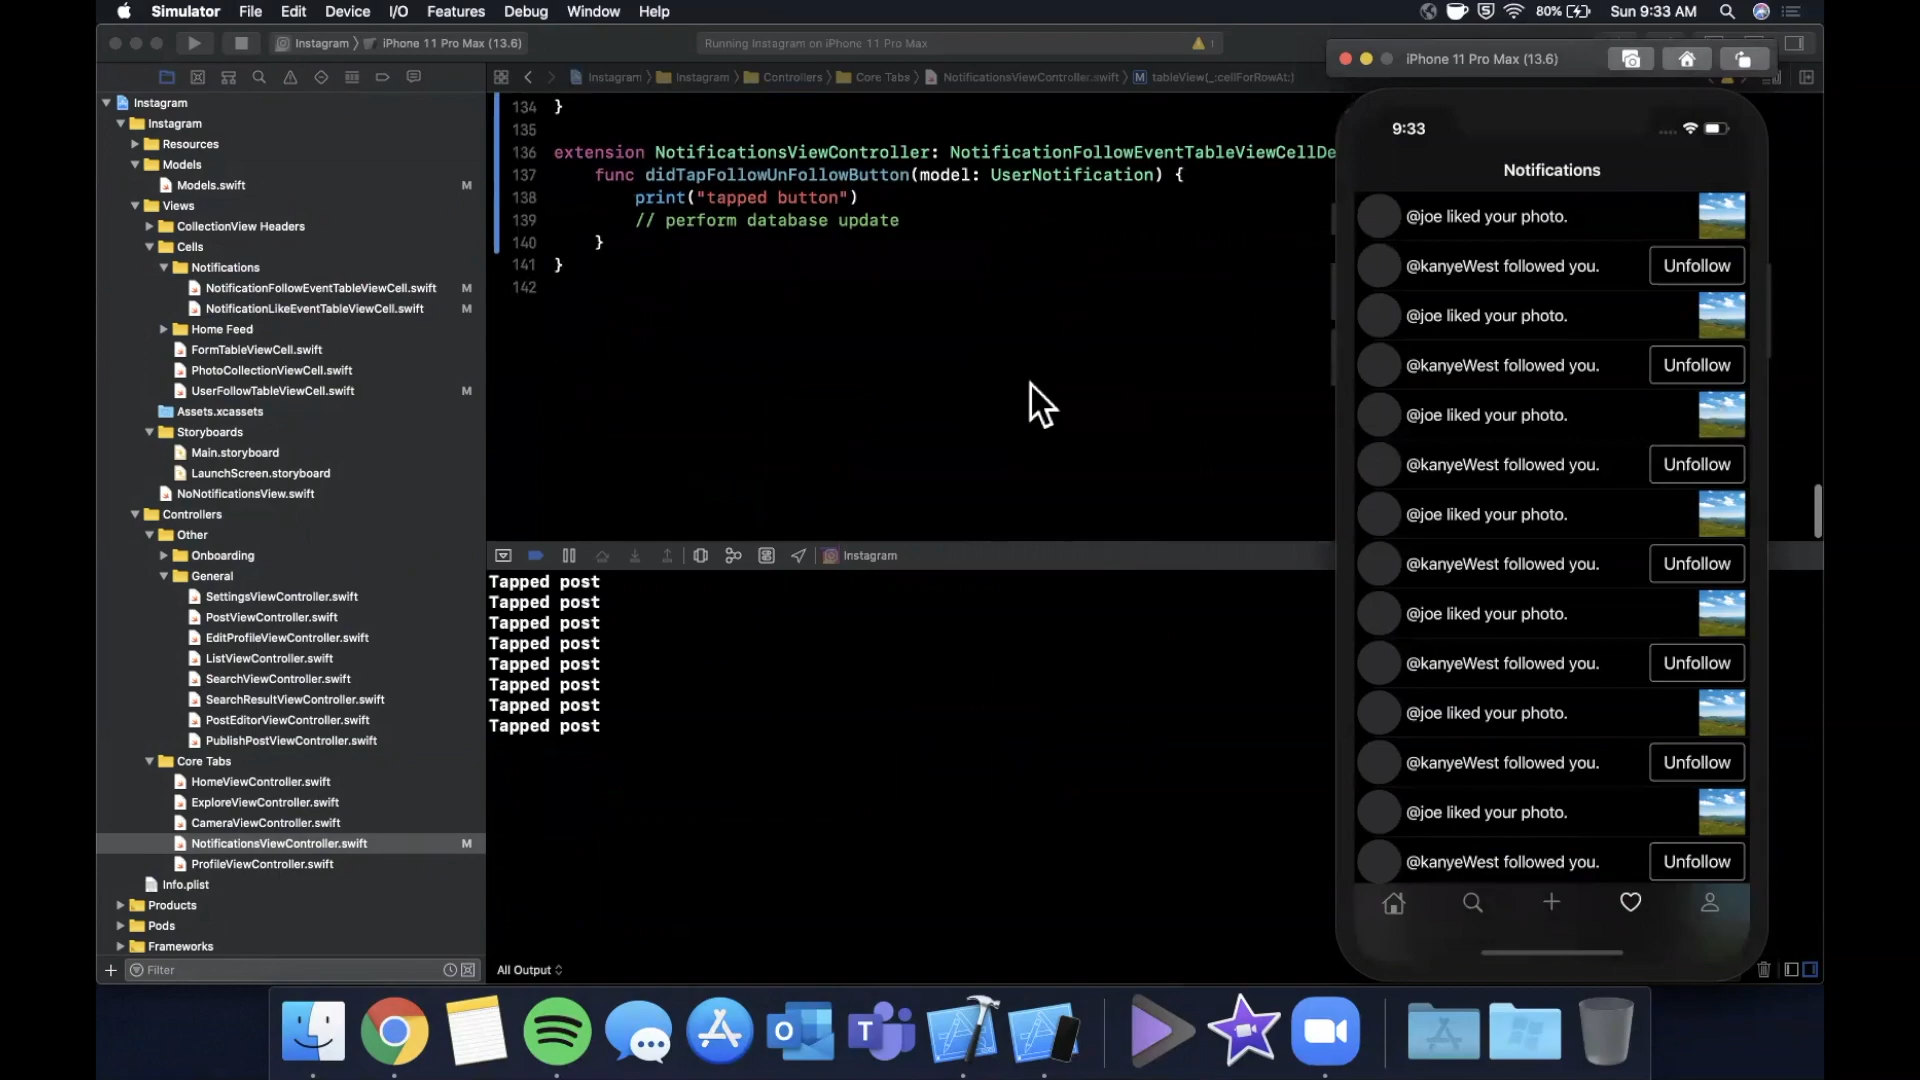 Simulator File Edit Device I/O Features Debug Window Help
80% Sun 9:33 AM
Instagram iPhone 11 Pro Max (13.6)
Running Instagram on iPhone 11 Pro Max
1
iPhone 11 Pro Max (13.6)
Instagram Instagram Controllers Core Tabs NotificationsViewController.swift M tableView(_:cellForRowAt:)
Instagram
Instagram
Resources
Models
Models.swift M
Views
CollectionView Headers
Cells
Notifications
NotificationFollowEventTableViewCell.swift M
NotificationLikeEventTableViewCell.swift M
Home Feed
FormTableViewCell.swift
PhotoCollectionViewCell.swift
UserFollowTableViewCell.swift M
Assets.xcassets
Storyboards
Main.storyboard
LaunchScreen.storyboard
NoNotificationsView.swift
Controllers
Other
Onboarding
General
SettingsViewController.swift
PostViewController.swift
EditProfileViewController.swift
ListViewController.swift
SearchViewController.swift
SearchResultViewController.swift
PostEditorViewController.swift
PublishPostViewController.swift
Core Tabs
HomeViewController.swift
ExploreViewController.swift
CameraViewController.swift
NotificationsViewController.swift M
ProfileViewController.swift
Info.plist
Products
Pods
Frameworks
Filter
134 }
135
136 extension NotificationsViewController: NotificationFollowEventTableViewCellDe
137 func didTapFollowUnFollowButton(model: UserNotification) {
138 print("tapped button")
139 // perform database update
140 }
141 }
142
Instagram
Tapped post
Tapped post
Tapped post
Tapped post
Tapped post
Tapped post
Tapped post
Tapped post
All Output
9:33
Notifications
@joe liked your photo.
@kanyeWest followed you. Unfollow
@joe liked your photo.
@kanyeWest followed you. Unfollow
@joe liked your photo.
@kanyeWest followed you. Unfollow
@joe liked your photo.
@kanyeWest followed you. Unfollow
@joe liked your photo.
@kanyeWest followed you. Unfollow
@joe liked your photo.
@kanyeWest followed you. Unfollow
@joe liked your photo.
@kanyeWest followed you. Unfollow